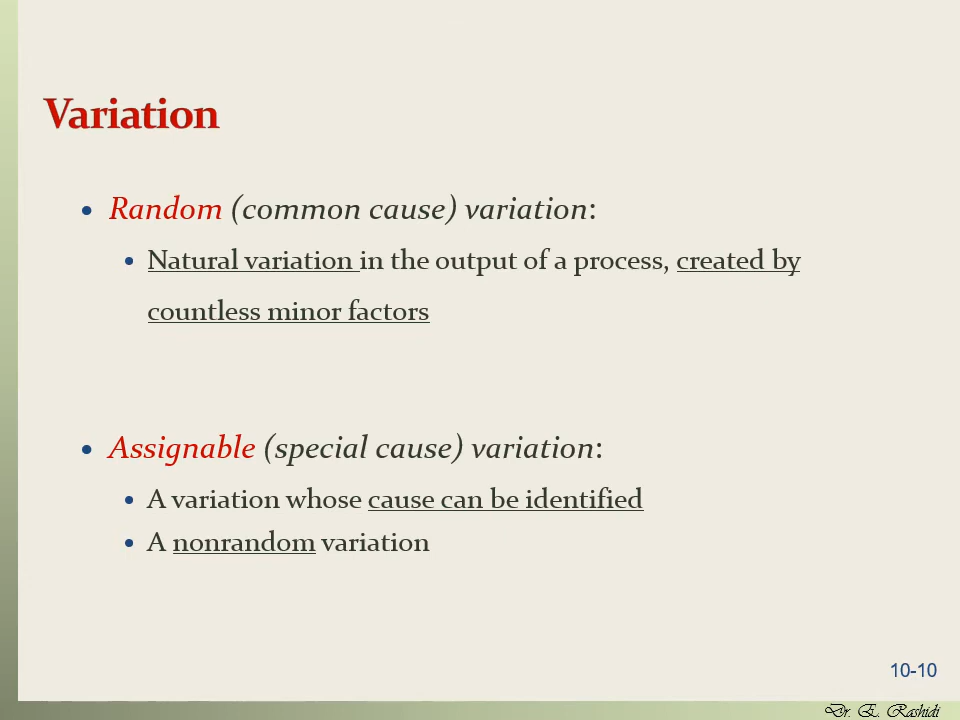 Variation
• Random (common cause) variation:
• Natural variation in the output of a process, created by
countless minor factors
• Assignable (special cause) variation:
• A variation whose cause can be identified
• A nonrandom variation
10-10
Dr. E. Rashidi